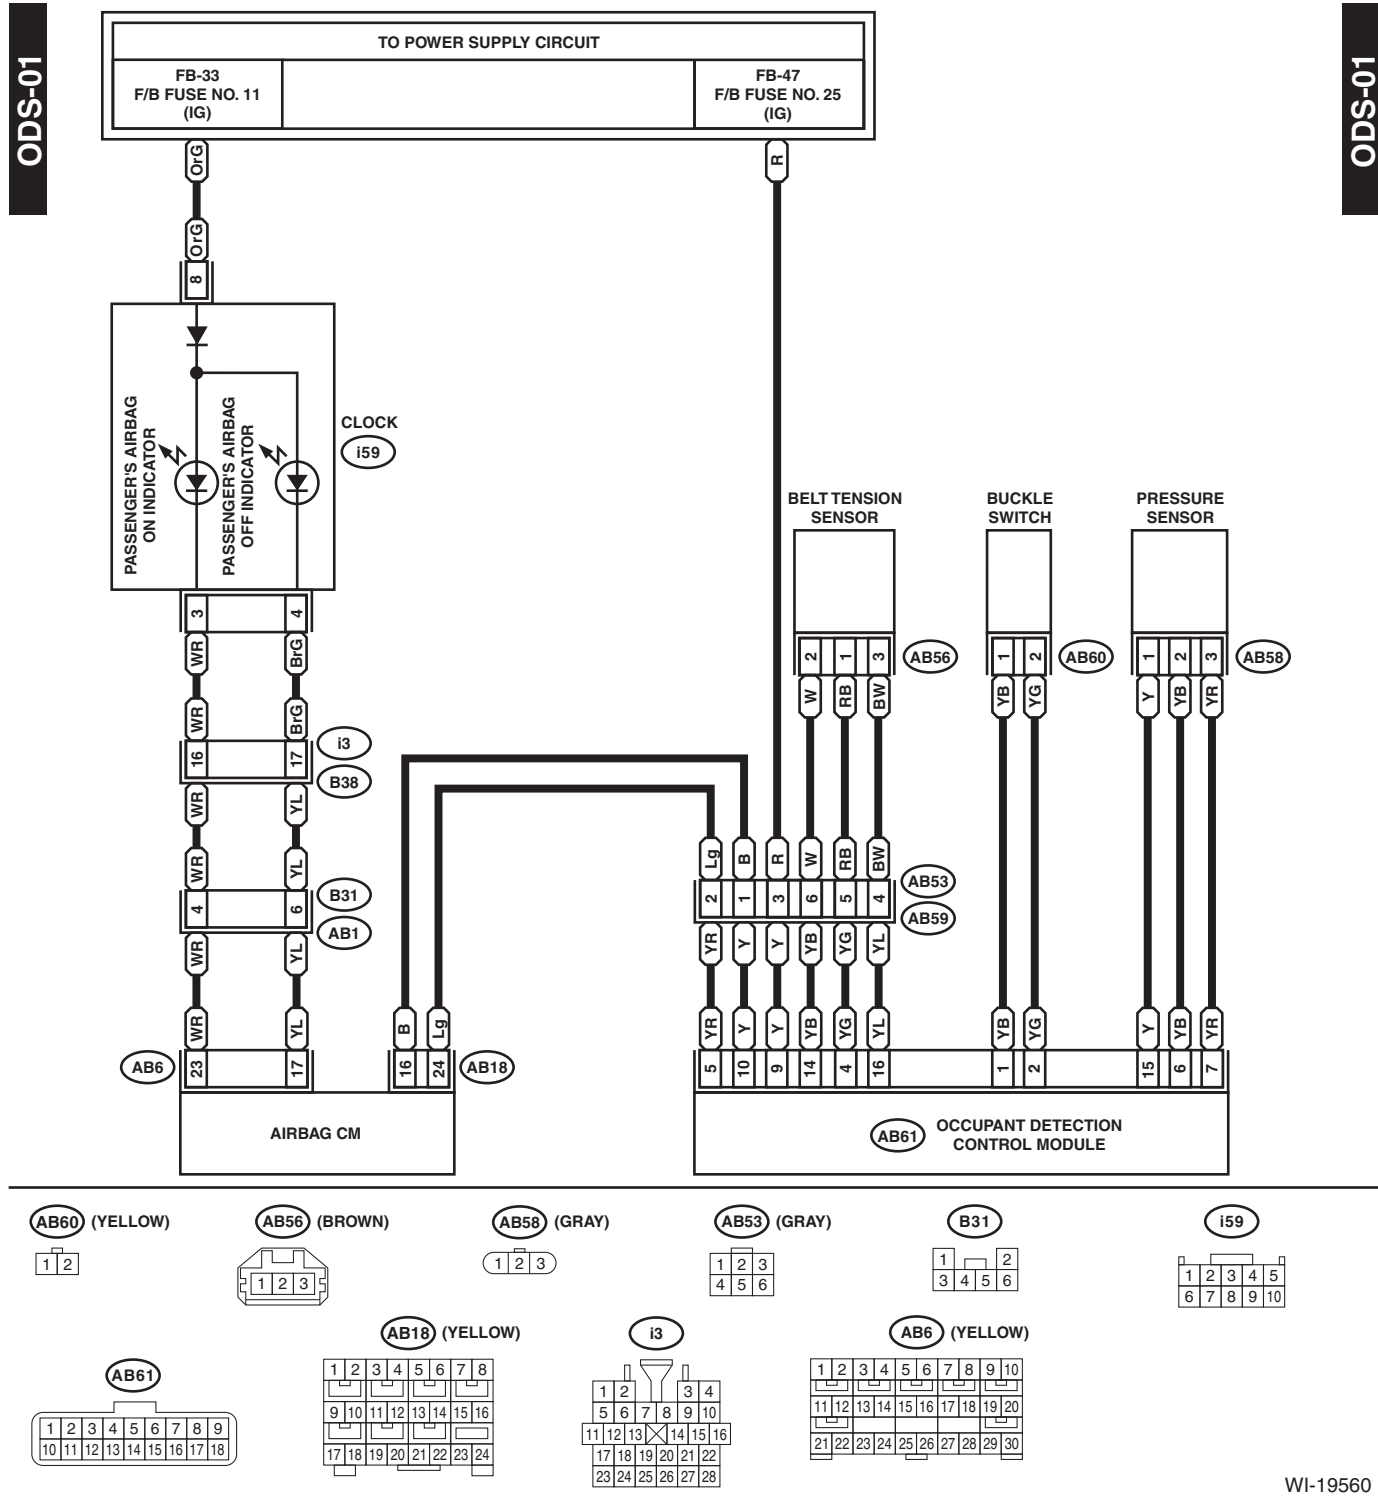 ODS-01
ODS-01
TO POWER SUPPLY CIRCUIT
FB-33
F/B FUSE NO. 11
(IG)
FB-47
F/B FUSE NO. 25
(IG)
OrG
R
OrG
8
PASSENGER'S AIRBAG
ON INDICATOR
PASSENGER'S AIRBAG
OFF INDICATOR
CLOCK
i59
BELT TENSION
SENSOR
BUCKLE
SWITCH
PRESSURE
SENSOR
3 4
2 1 3 AB56
1 2 AB60
1 2 3 AB58
WR BrG
W RB BW
YB YG
Y YB YR
WR BrG
16 17
i3
B38
WR YL
WR YL
Lg B R W RB BW
4 6
B31
AB1
2 1 3 6 5 4
AB53
AB59
WR YL
YR Y Y YB YG YL
WR YL
B Lg
YR Y Y YB YG YL
YB YG
Y YB YR
AB6
23 17
16 24
AB18
5 10 9 14 4 16 1 2 15 6 7
AIRBAG CM
AB61
OCCUPANT DETECTION
CONTROL MODULE
AB60 (YELLOW)
1 2
AB56 (BROWN)
1 2 3
AB58 (GRAY)
1 2 3
AB53 (GRAY)
1 2 3
4 5 6
B31
1 2
3 4 5 6
i59
1 2 3 4 5
6 7 8 9 10
AB61
1 2 3 4 5 6 7 8 9
10 11 12 13 14 15 16 17 18
AB18 (YELLOW)
1 2 3 4 5 6 7 8
9 10 11 12 13 14 15 16
17 18 19 20 21 22 23 24
i3
1 2 3 4
5 6 7 8 9 10
11 12 13 14 15 16
17 18 19 20 21 22
23 24 25 26 27 28
AB6 (YELLOW)
1 2 3 4 5 6 7 8 9 10
11 12 13 14 15 16 17 18 19 20
21 22 23 24 25 26 27 28 29 30
WI-19560